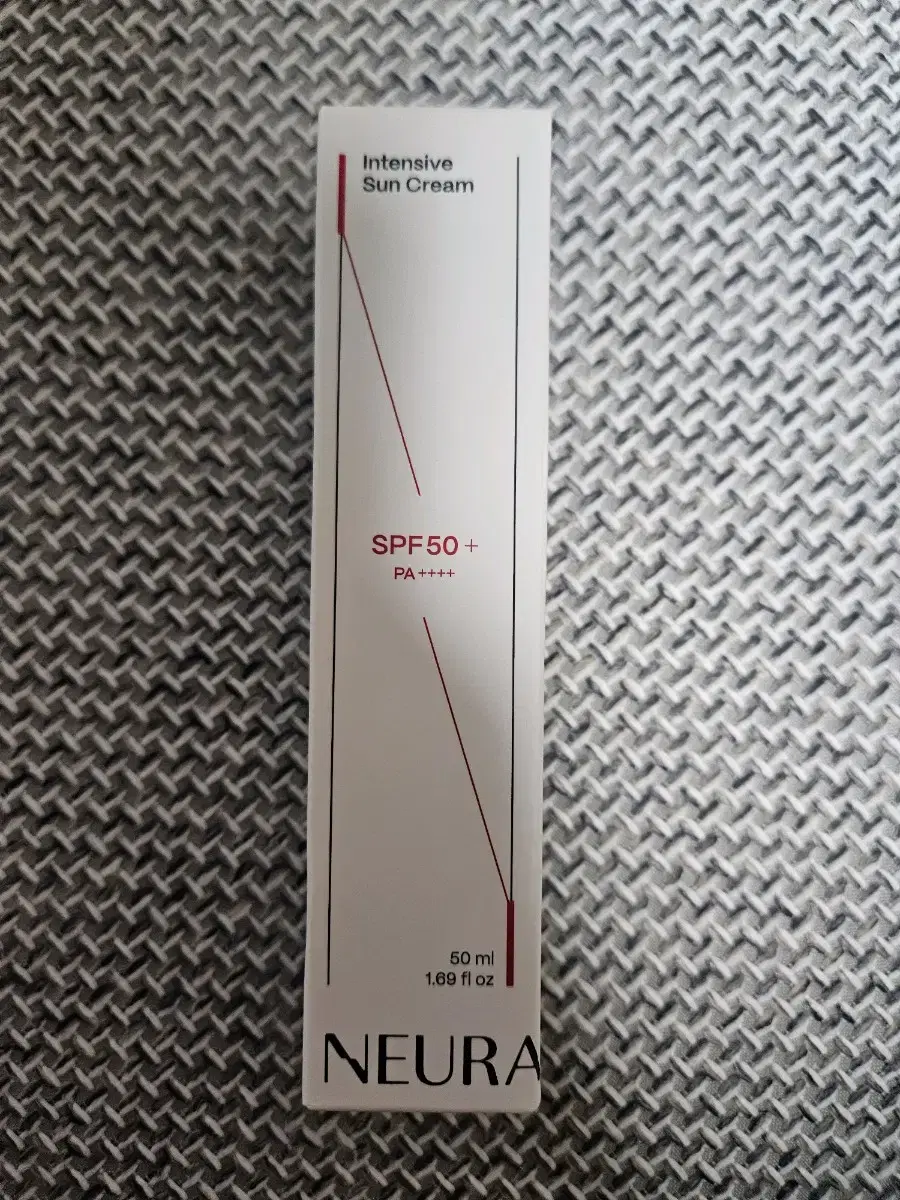 Intensive
Sun Cream
SPF50+
PA++++
50 ml
1.69 fl oz
NEURA